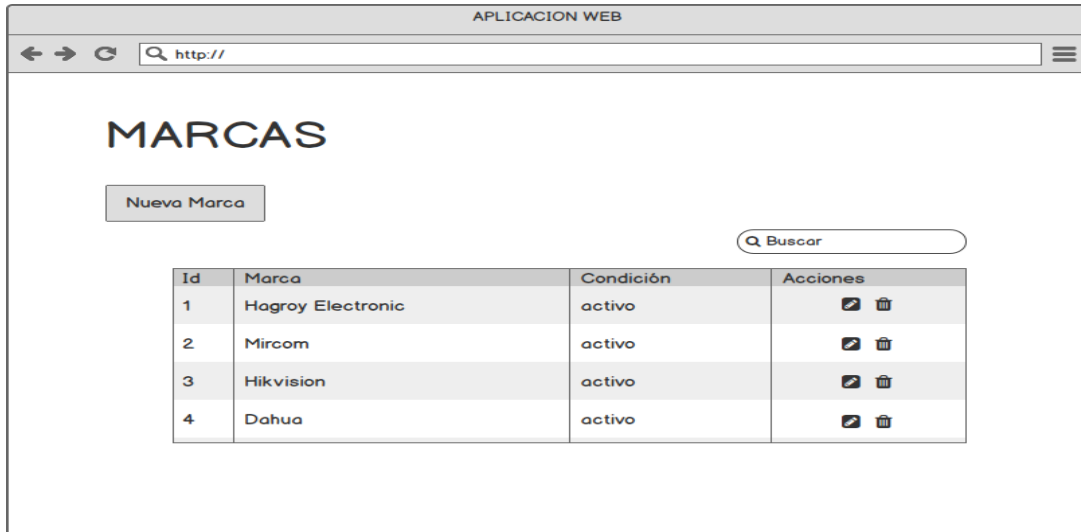 APLICACION WEB
http://
MARCAS
Nueva Marca
Buscar
Id Marca Condición Acciones
1 Hagroy Electronic activo
2 Mircom activo
3 Hikvision activo
4 Dahua activo